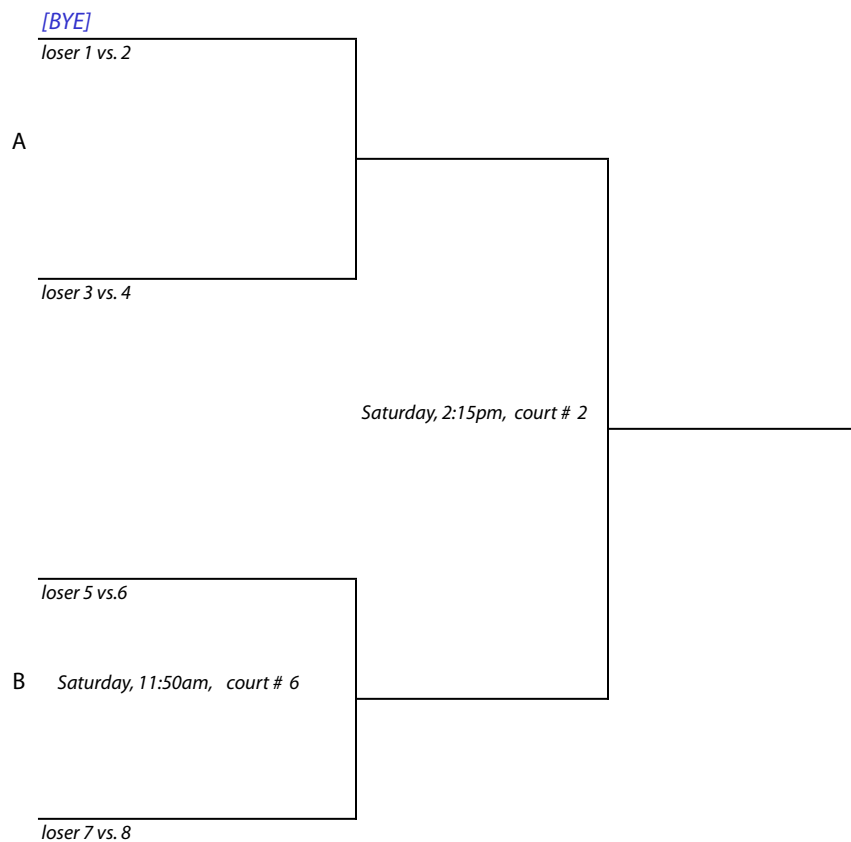 [BYE]
loser 1 vs. 2
A
loser 3 vs. 4
Saturday, 2:15pm, court # 2
loser 5 vs.6
B Saturday, 11:50am, court # 6
loser 7 vs. 8